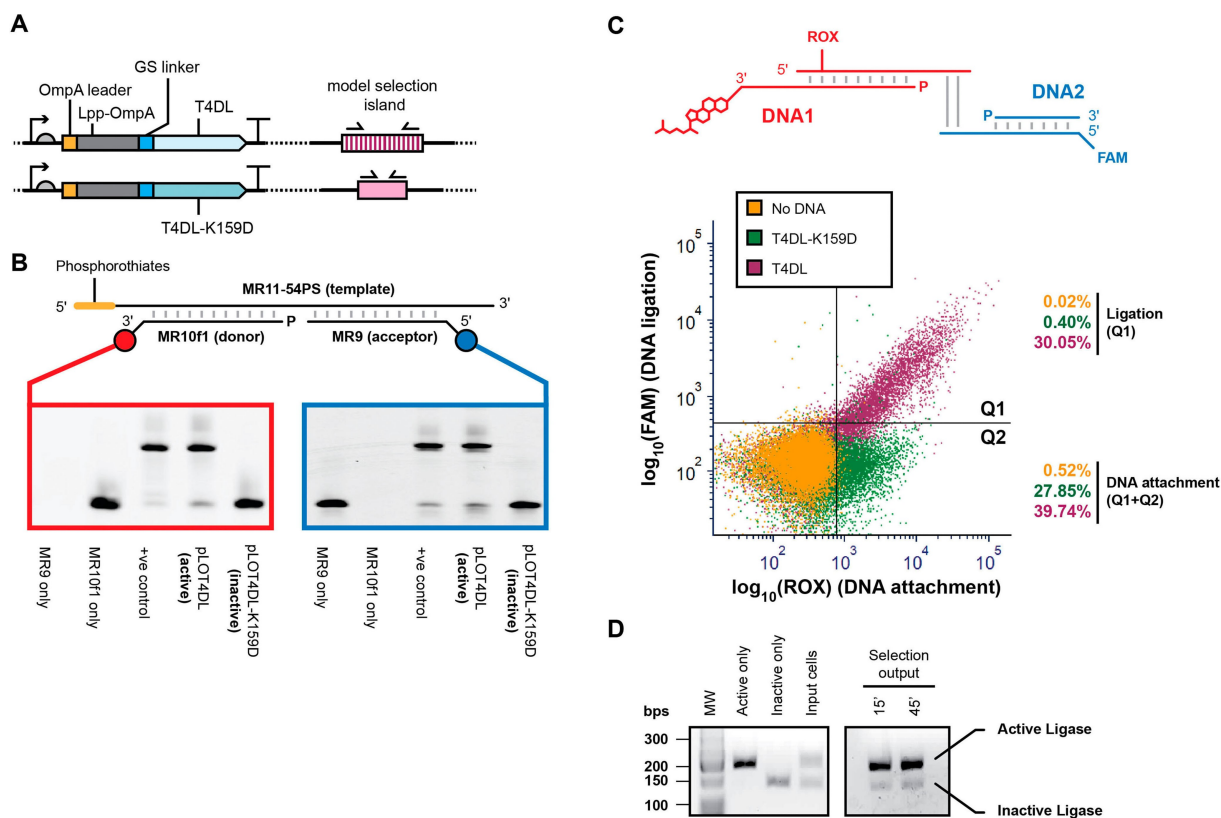 A
GS linker
OmpA leader
Lpp-OmpA
T4DL
model selection
island
T4DL-K159D
B
Phosphorothiates
MR11-54PS (template)
5'
3'
3'
P
5'
MR10f1 (donor)
MR9 (acceptor)
MR9 only
MR10f1 only
+ve control
pLOT4DL
(active)
pLOT4DL-K159D
(inactive)
MR9 only
MR10f1 only
+ve control
pLOT4DL
(active)
pLOT4DL-K159D
(inactive)
C
ROX
5'
3'
P
DNA1
DNA2
P
3'
5'
FAM
No DNA
T4DL-K159D
T4DL
10^5
10^4
10^3
10^2
log10(FAM) (DNA ligation)
Q1
Q2
10^2
10^3
10^4
10^5
log10(ROX) (DNA attachment)
0.02%
0.40%
30.05%
Ligation
(Q1)
0.52%
27.85%
39.74%
DNA attachment
(Q1+Q2)
D
MW
Active only
Inactive only
Input cells
Selection
output
15'
45'
bps
300
200
150
100
Active Ligase
Inactive Ligase